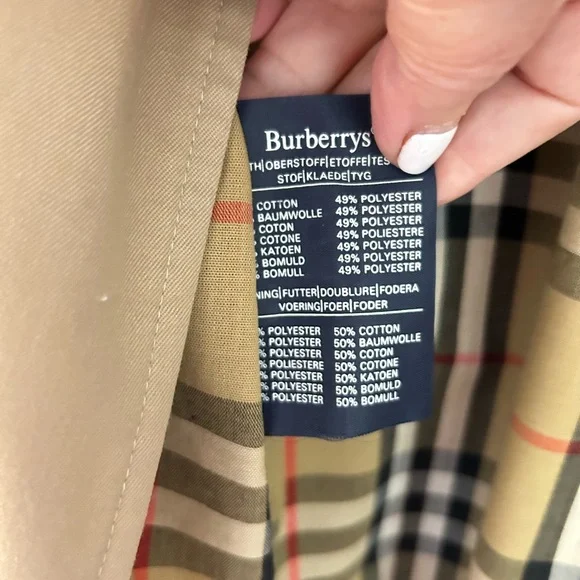 Burberrys
OBERSTOFF|ETOFFE|TES
STOF|KLAEDE|TYG
COTTON 49% POLYESTER
BAUMWOLLE 49% POLYESTER
COTON 49% POLYESTER
COTONE 49% POLIESTERE
KATOEN 49% POLYESTER
BOMULD 49% POLYESTER
BOMULL 49% POLYESTER
NING|FUTTER|DOUBLURE|FODERA
VOERING|FOER|FODER
% POLYESTER 50% COTTON
% POLYESTER 50% BAUMWOLLE
% POLYESTER 50% COTON
% POLIESTERE 50% COTONE
% POLYESTER 50% KATOEN
% POLYESTER 50% BOMULD
% POLYESTER 50% BOMULL